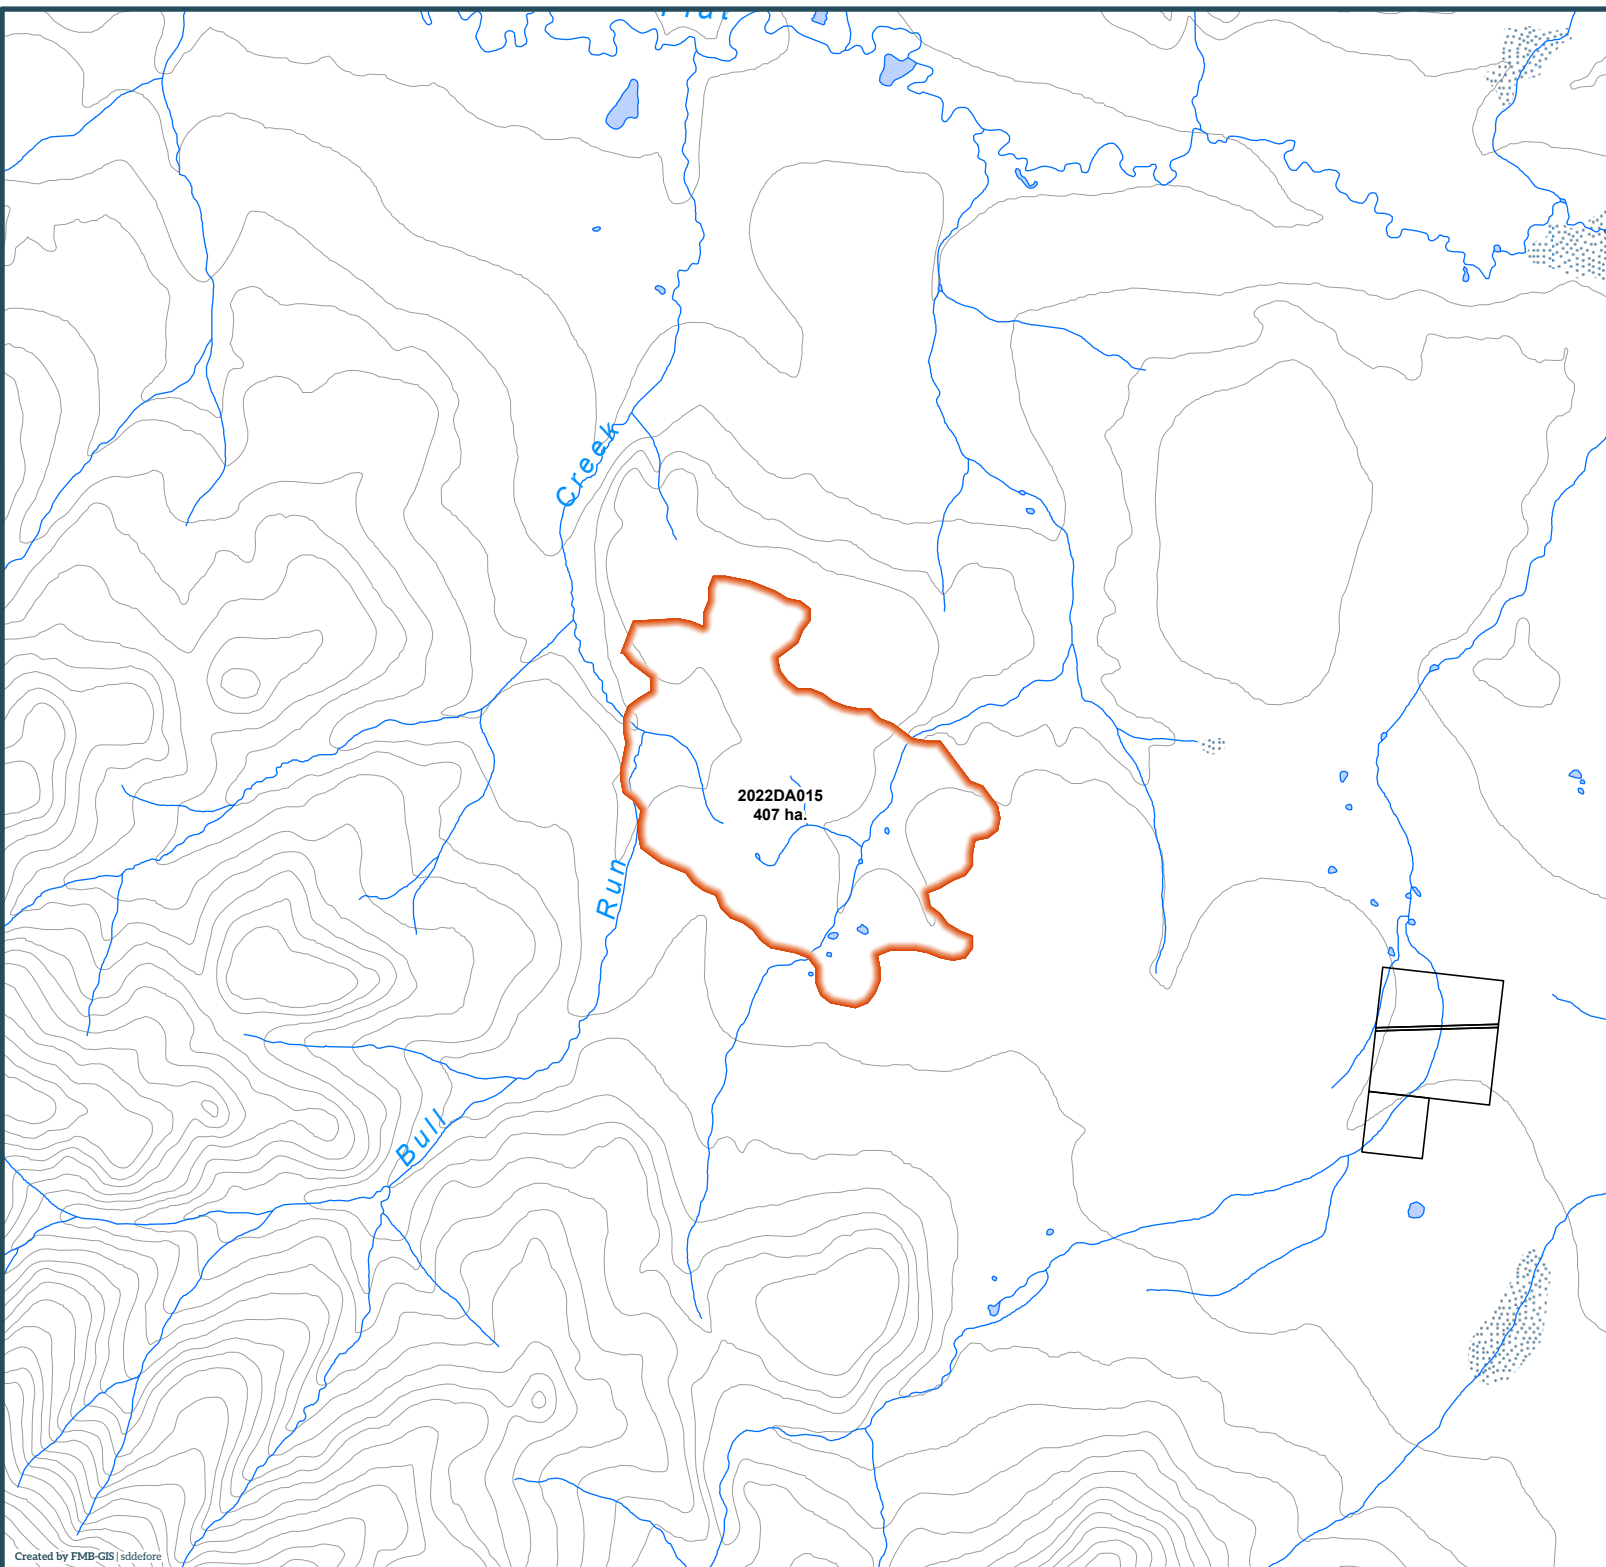 Creek
2022DA015
407 ha.
Run
Bull
Created by FMB-GIS | sddefore